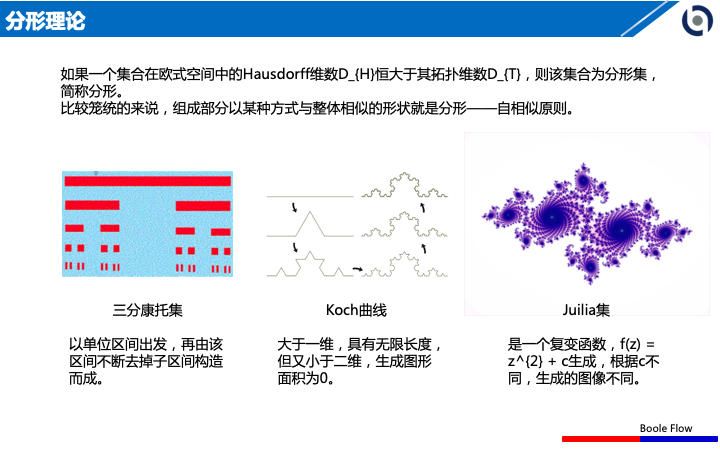 分形理论
如果一个集合在欧式空间中的Hausdorff维数D_{H}恒大于其拓扑维数D_{T}，则该集合为分形集，
简称分形。
比较笼统的来说，组成部分以某种方式与整体相似的形状就是分形——自相似原则。
三分康托集
Koch曲线
Juilia集
以单位区间出发，再由该
区间不断去掉子区间构造
而成。
大于一维，具有无限长度，
但又小于二维，生成图形
面积为0。
是一个复变函数，f(z) =
z^{2} + c生成，根据c不
同，生成的图像不同。
Boole Flow